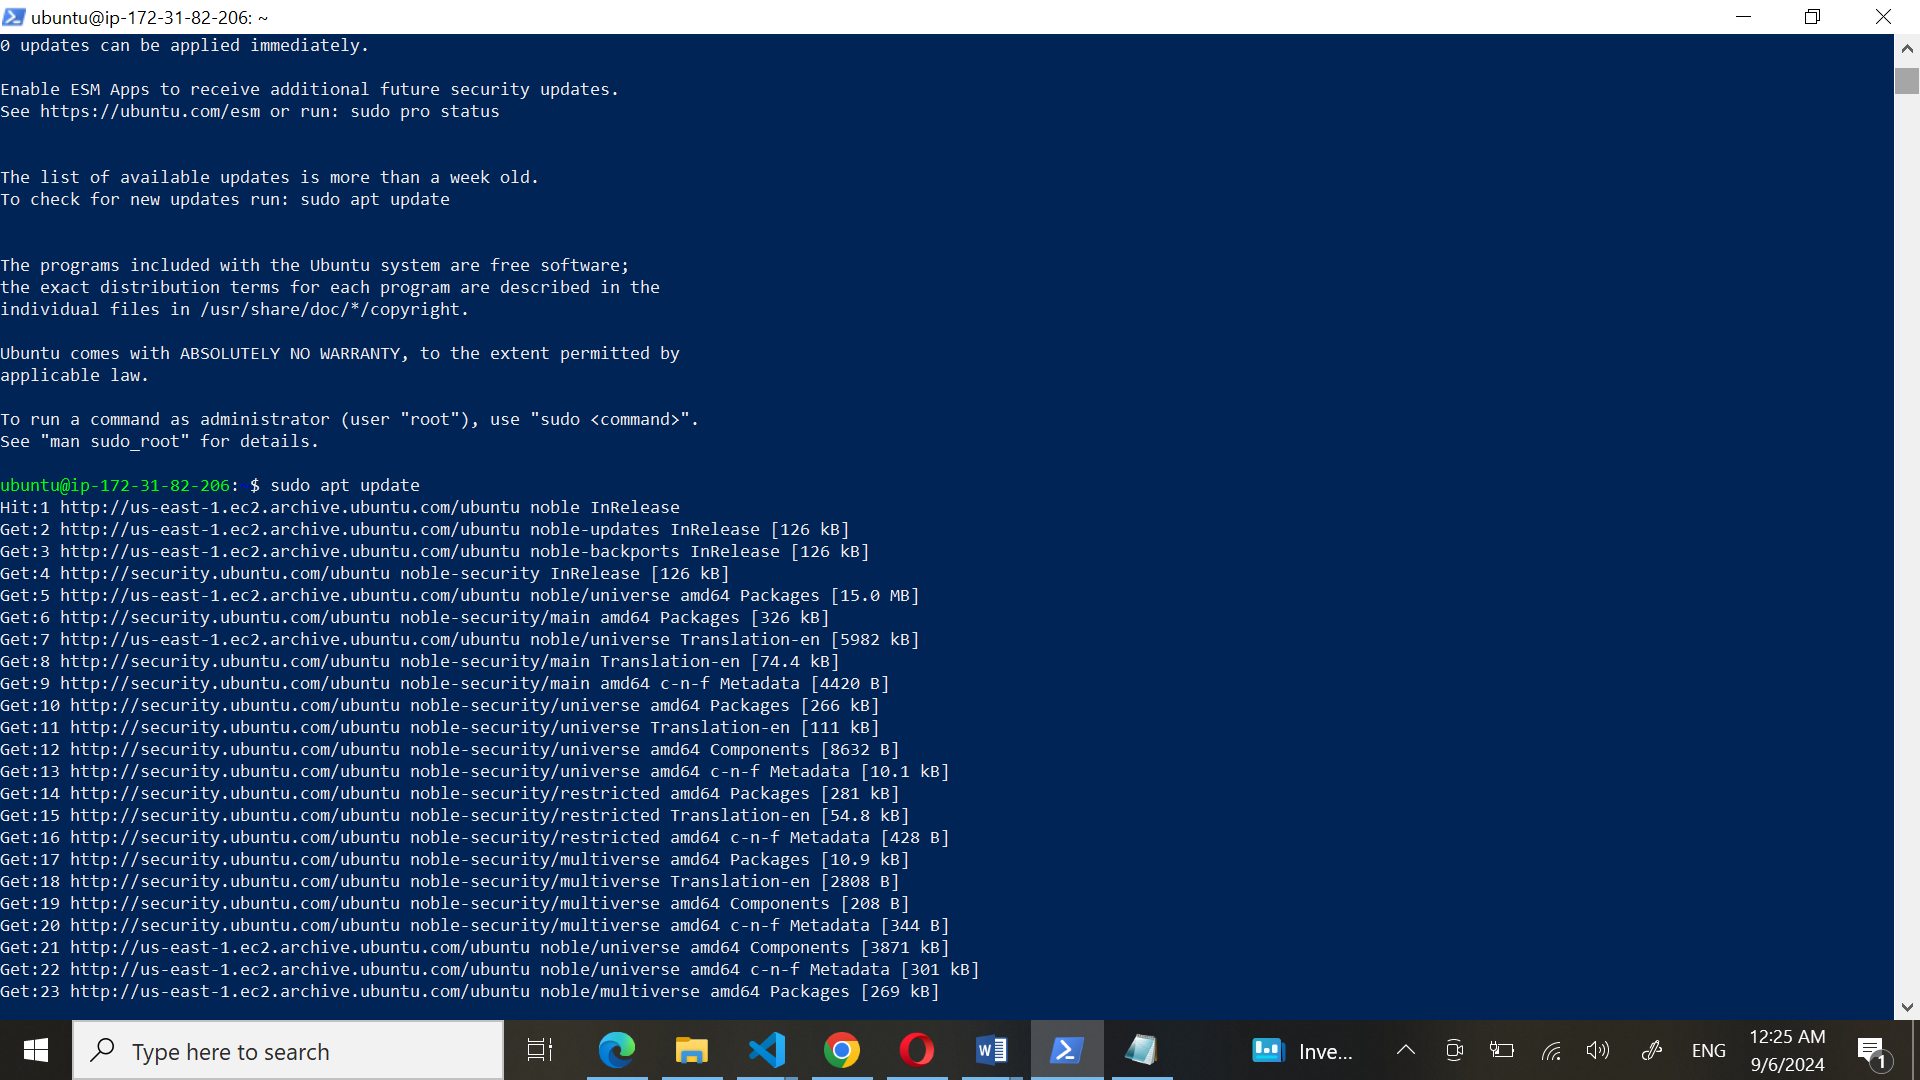 ubuntu@ip-172-31-82-206: ~
0 updates can be applied immediately.
Enable ESM Apps to receive additional future security updates.
See https://ubuntu.com/esm or run: sudo pro status
The list of available updates is more than a week old.
To check for new updates run: sudo apt update
The programs included with the Ubuntu system are free software;
the exact distribution terms for each program are described in the
individual files in /usr/share/doc/*/copyright.
Ubuntu comes with ABSOLUTELY NO WARRANTY, to the extent permitted by
applicable law.
To run a command as administrator (user "root"), use "sudo <command>".
See "man sudo_root" for details.
ubuntu@ip-172-31-82-206:~$ sudo apt update
Hit:1 http://us-east-1.ec2.archive.ubuntu.com/ubuntu noble InRelease
Get:2 http://us-east-1.ec2.archive.ubuntu.com/ubuntu noble-updates InRelease [126 kB]
Get:3 http://us-east-1.ec2.archive.ubuntu.com/ubuntu noble-backports InRelease [126 kB]
Get:4 http://security.ubuntu.com/ubuntu noble-security InRelease [126 kB]
Get:5 http://us-east-1.ec2.archive.ubuntu.com/ubuntu noble/universe amd64 Packages [15.0 MB]
Get:6 http://security.ubuntu.com/ubuntu noble-security/main amd64 Packages [326 kB]
Get:7 http://us-east-1.ec2.archive.ubuntu.com/ubuntu noble/universe Translation-en [5982 kB]
Get:8 http://security.ubuntu.com/ubuntu noble-security/main Translation-en [74.4 kB]
Get:9 http://security.ubuntu.com/ubuntu noble-security/main amd64 c-n-f Metadata [4420 B]
Get:10 http://security.ubuntu.com/ubuntu noble-security/universe amd64 Packages [266 kB]
Get:11 http://security.ubuntu.com/ubuntu noble-security/universe Translation-en [111 kB]
Get:12 http://security.ubuntu.com/ubuntu noble-security/universe amd64 Components [8632 B]
Get:13 http://security.ubuntu.com/ubuntu noble-security/universe amd64 c-n-f Metadata [10.1 kB]
Get:14 http://security.ubuntu.com/ubuntu noble-security/restricted amd64 Packages [281 kB]
Get:15 http://security.ubuntu.com/ubuntu noble-security/restricted Translation-en [54.8 kB]
Get:16 http://security.ubuntu.com/ubuntu noble-security/restricted amd64 c-n-f Metadata [428 B]
Get:17 http://security.ubuntu.com/ubuntu noble-security/multiverse amd64 Packages [10.9 kB]
Get:18 http://security.ubuntu.com/ubuntu noble-security/multiverse Translation-en [2808 B]
Get:19 http://security.ubuntu.com/ubuntu noble-security/multiverse amd64 Components [208 B]
Get:20 http://security.ubuntu.com/ubuntu noble-security/multiverse amd64 c-n-f Metadata [344 B]
Get:21 http://us-east-1.ec2.archive.ubuntu.com/ubuntu noble/universe amd64 Components [3871 kB]
Get:22 http://us-east-1.ec2.archive.ubuntu.com/ubuntu noble/universe amd64 c-n-f Metadata [301 kB]
Get:23 http://us-east-1.ec2.archive.ubuntu.com/ubuntu noble/multiverse amd64 Packages [269 kB]
Type here to search
Inve...
ENG
12:25 AM
9/6/2024
1